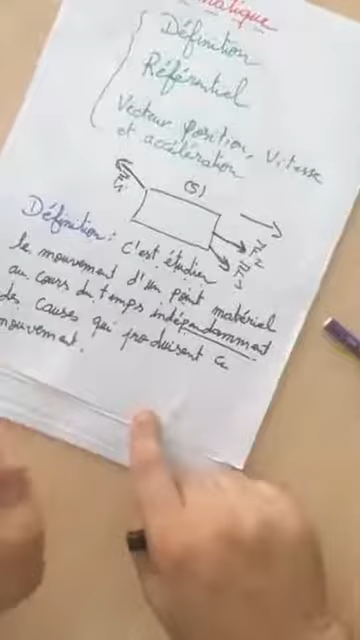 matique
Définition
Référentiel
Vecteur position, vitesse
et accélération
(S)
F1
F2
F3
Définition : c'est étudier
le mouvement d'un point matériel
au cours du temps indépendamment
des causes qui produisent ce
mouvement.